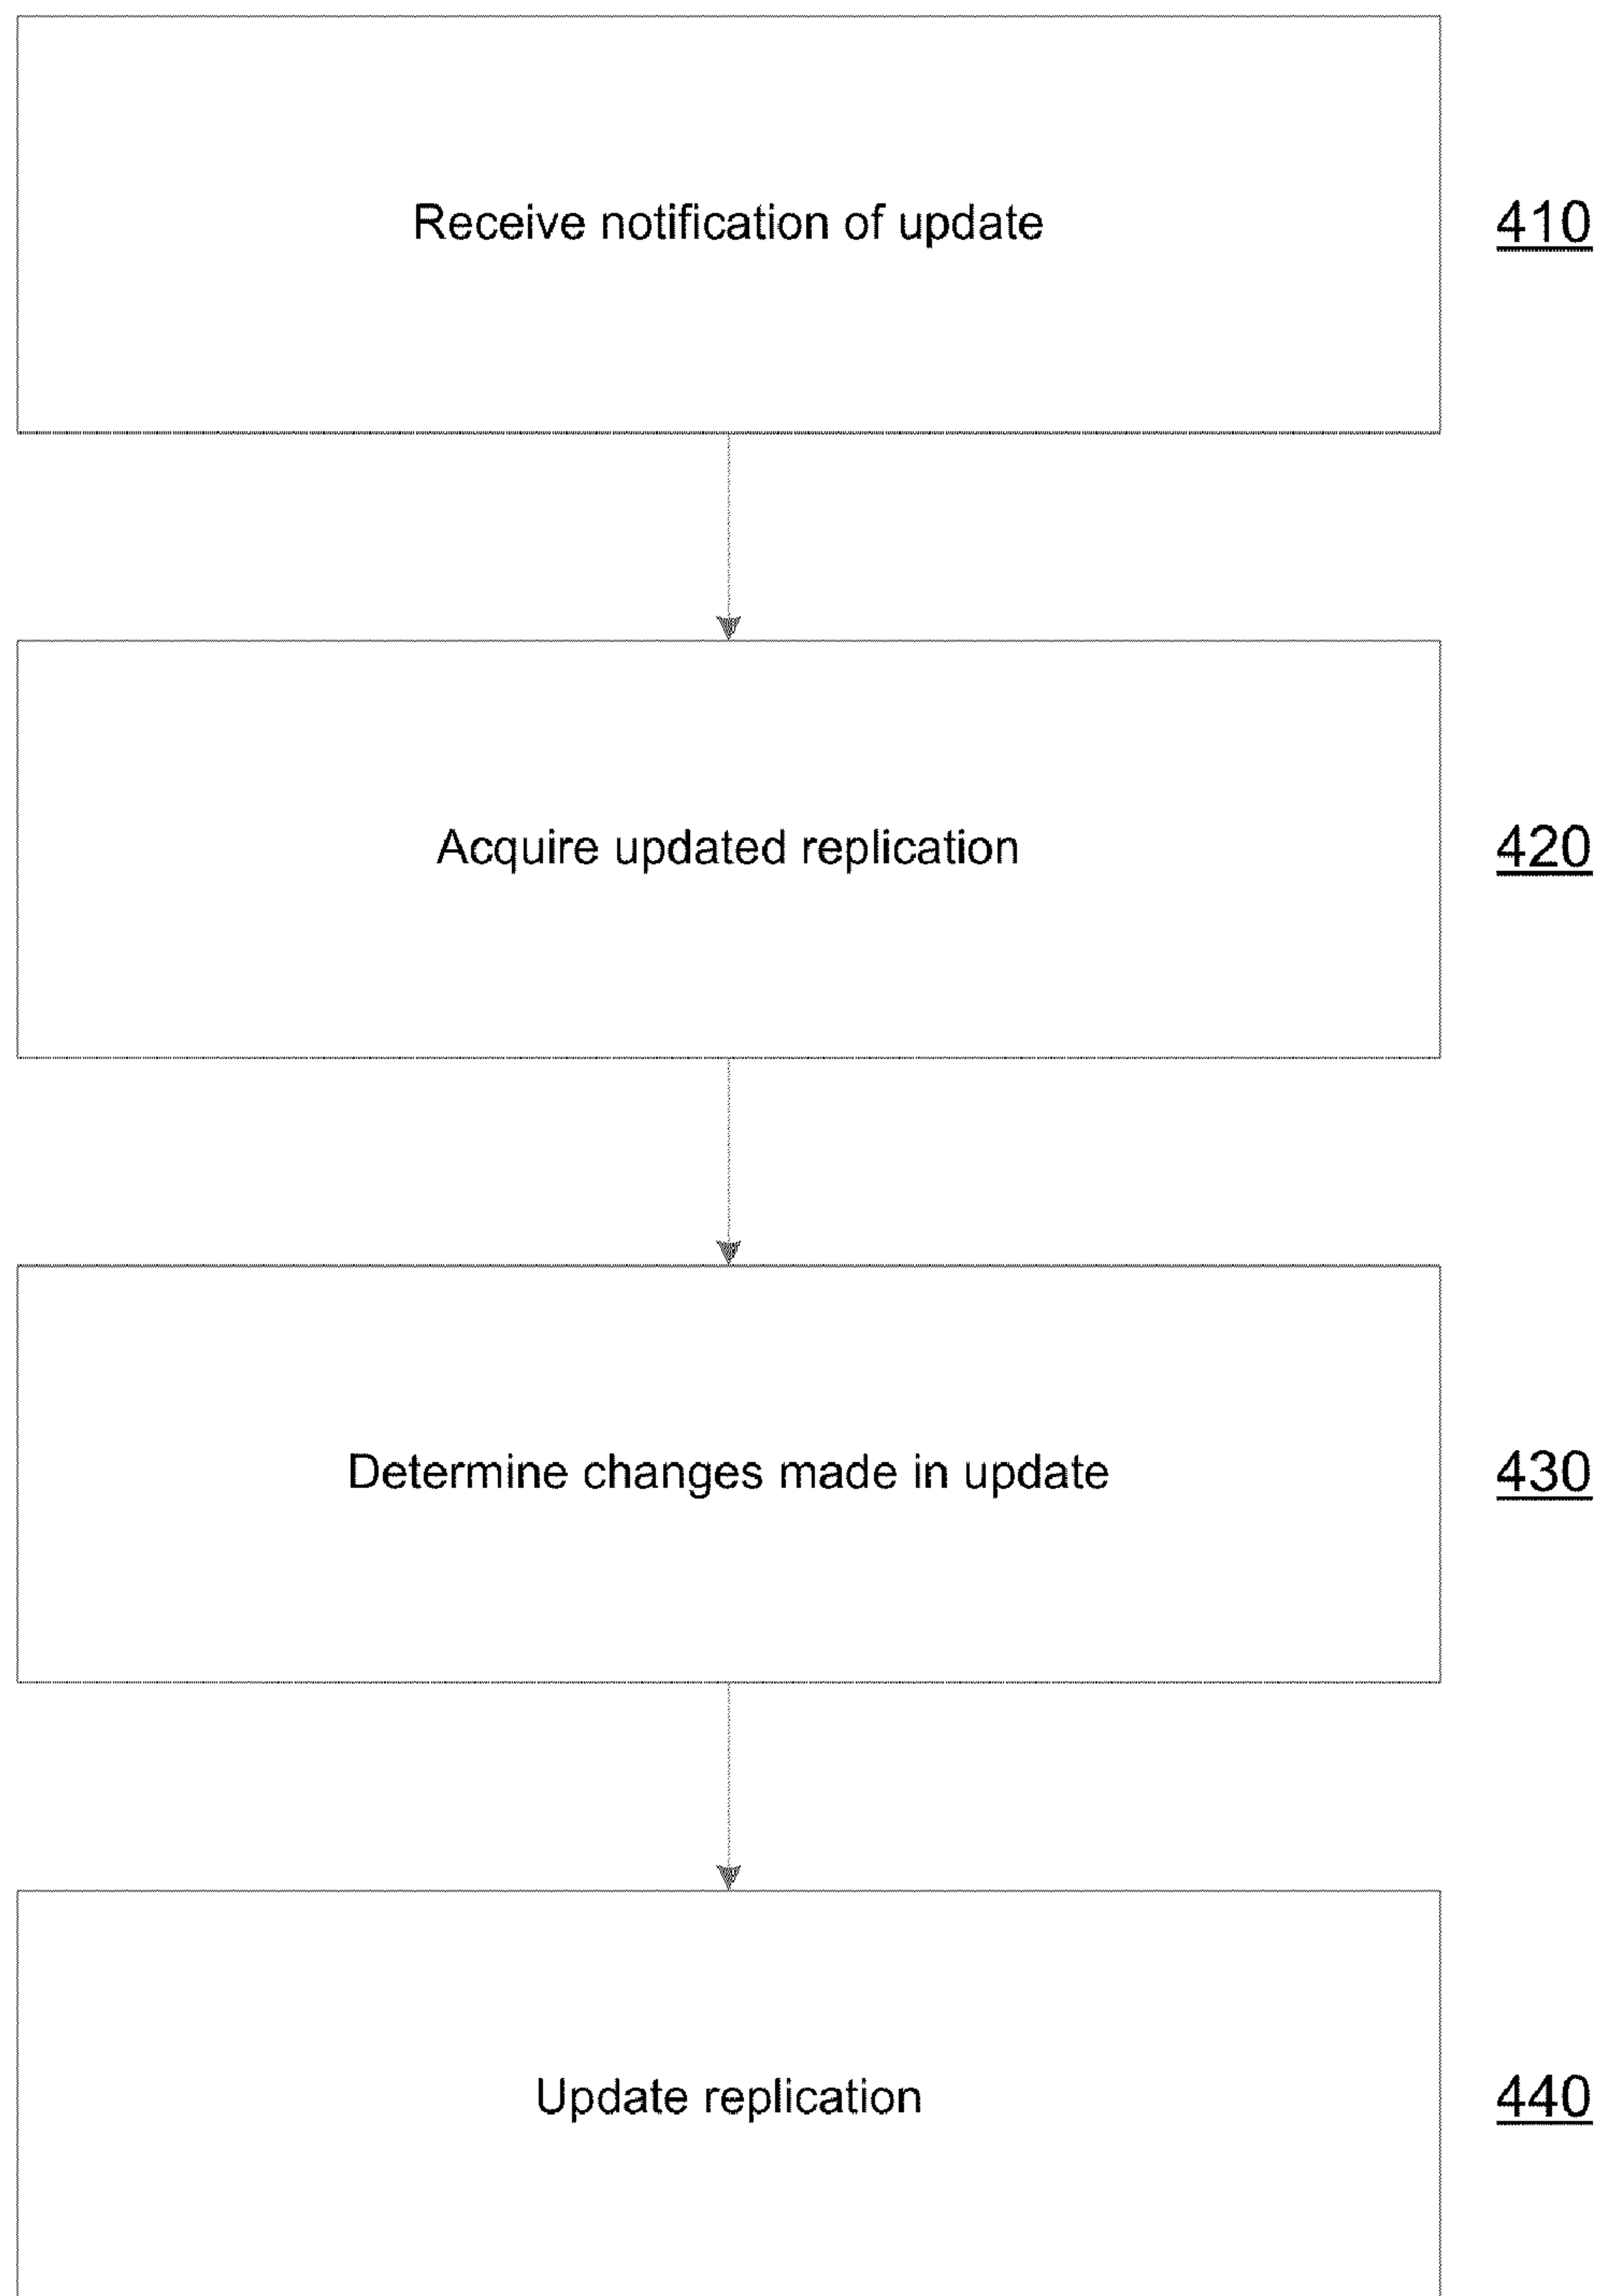 Receive notification of update
410
Acquire updated replication
420
Determine changes made in update
430
Update replication
440